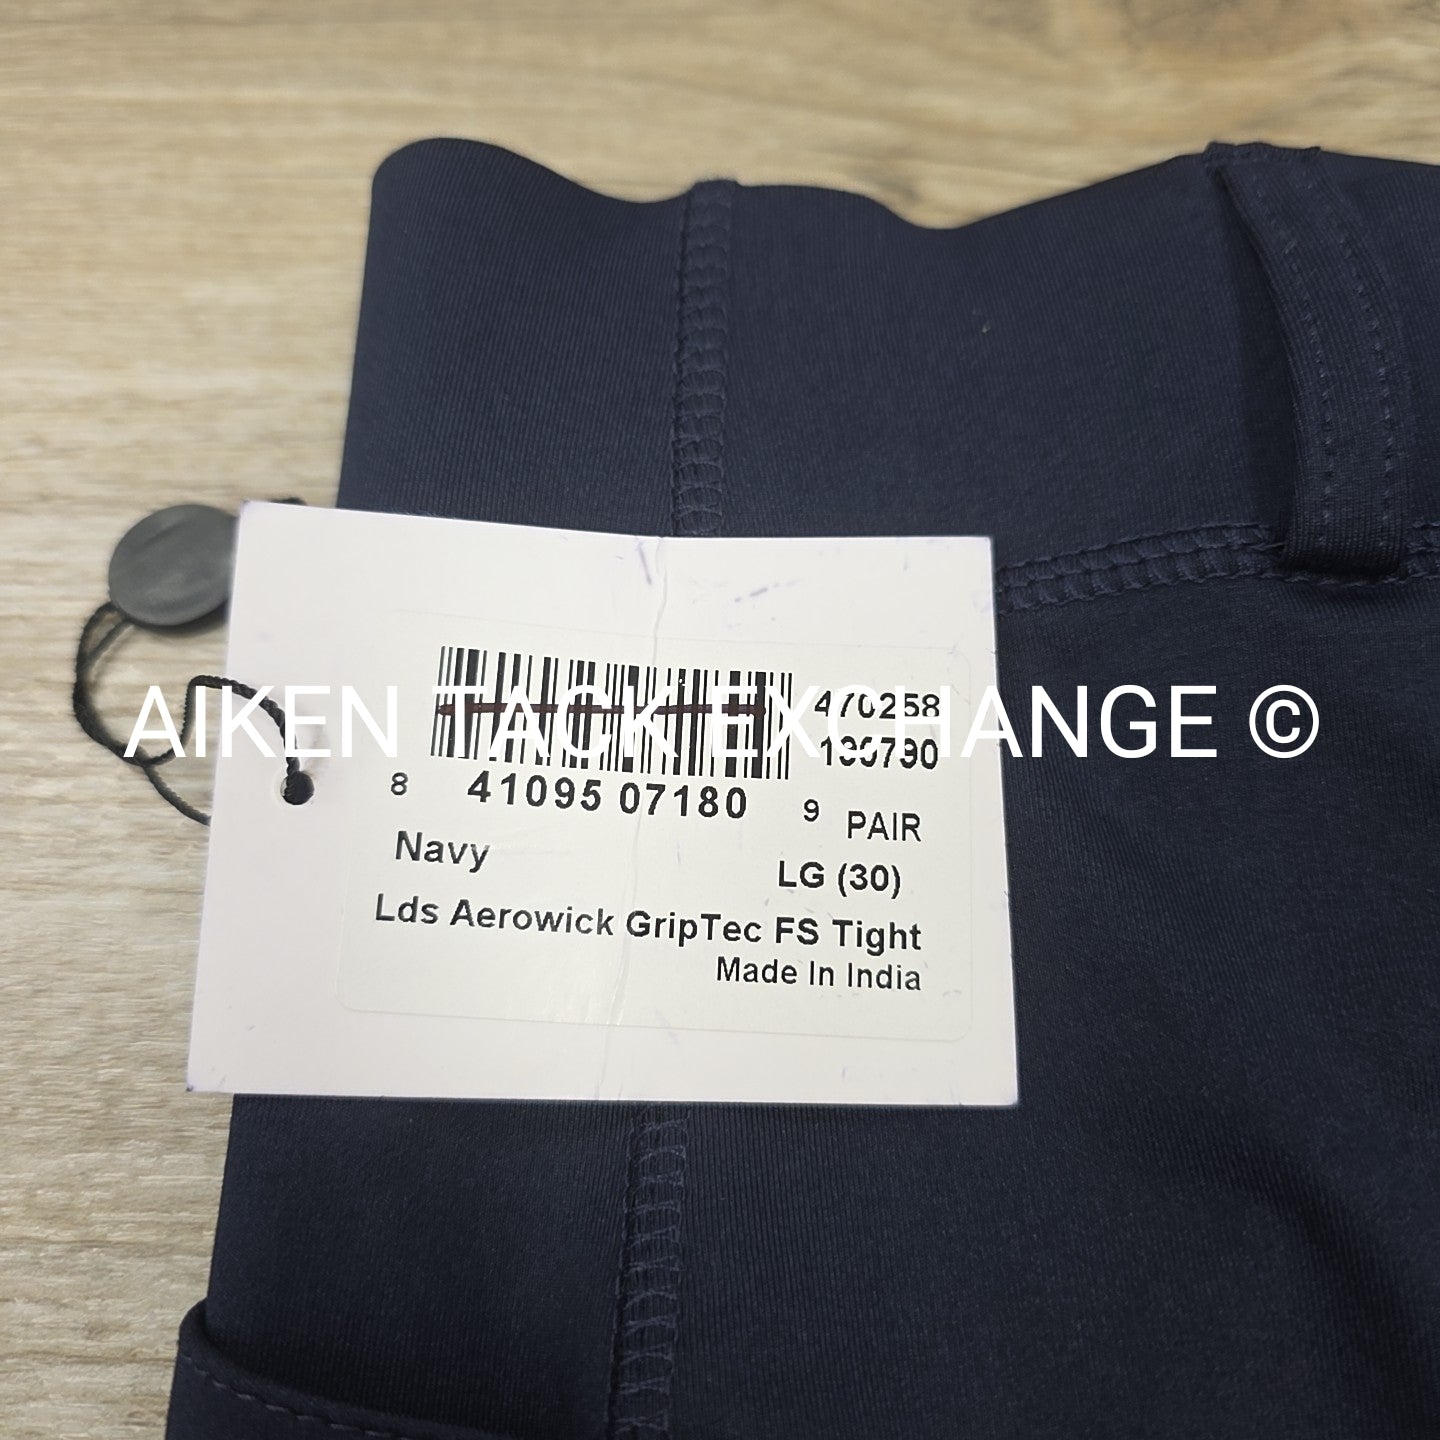 AIKEN TACK EXCHANGE ©
470258
8 41095 07180 9 PAIR
Navy
LG (30)
Lds Aerowick GripTec FS Tight
Made In India